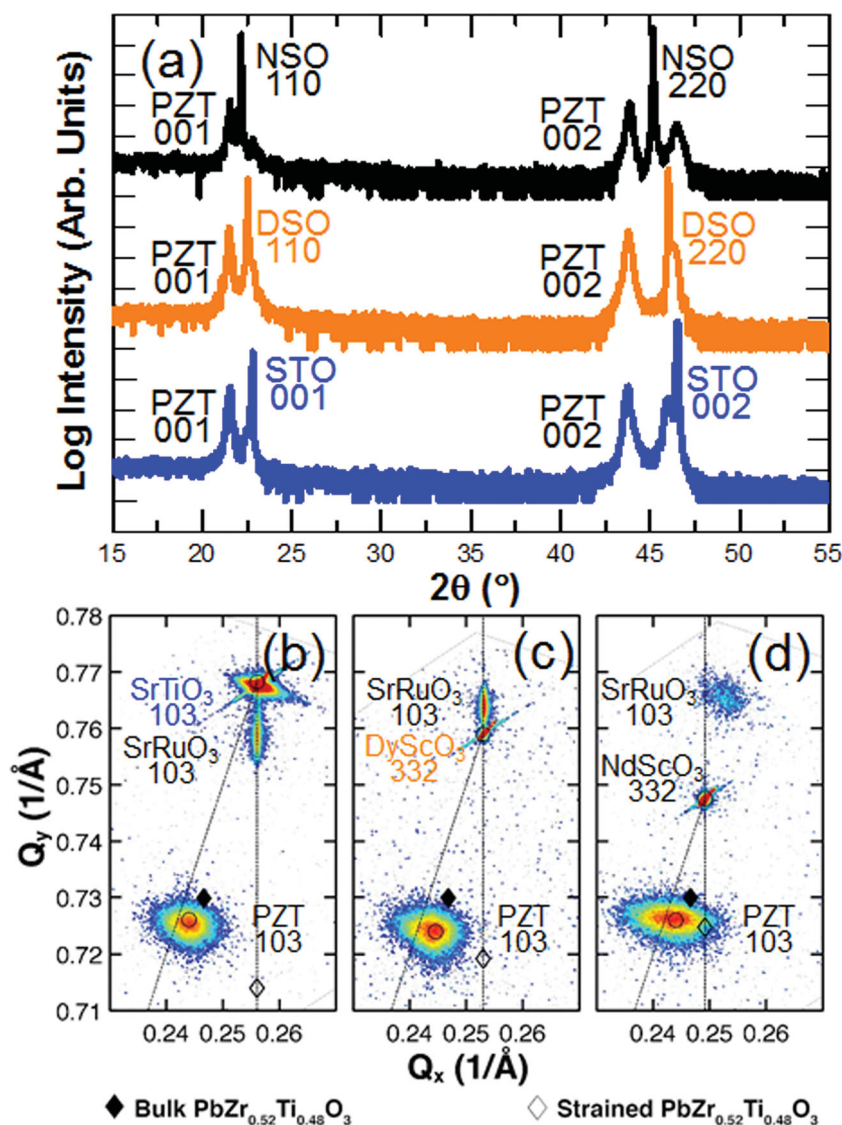 (a)
NSO
110
PZT
001
NSO
220
PZT
002
DSO
110
PZT
001
DSO
220
PZT
002
STO
001
PZT
001
STO
002
PZT
002
Log Intensity (Arb. Units)
15 20 25 30 35 40 45 50 55
2θ (°)
0.78
0.77
0.76
0.75
0.74
0.73
0.72
0.71
Q_y (1/Å)
(b)
SrTiO₃
103
SrRuO₃
103
PZT
103
0.24 0.25 0.26
(c)
SrRuO₃
103
DyScO₃
332
PZT
103
0.24 0.25 0.26
(d)
SrRuO₃
103
NdScO₃
332
PZT
103
0.24 0.25 0.26
Q_x (1/Å)
◆ Bulk PbZr₀.₅₂Ti₀.₄₈O₃
◇ Strained PbZr₀.₅₂Ti₀.₄₈O₃